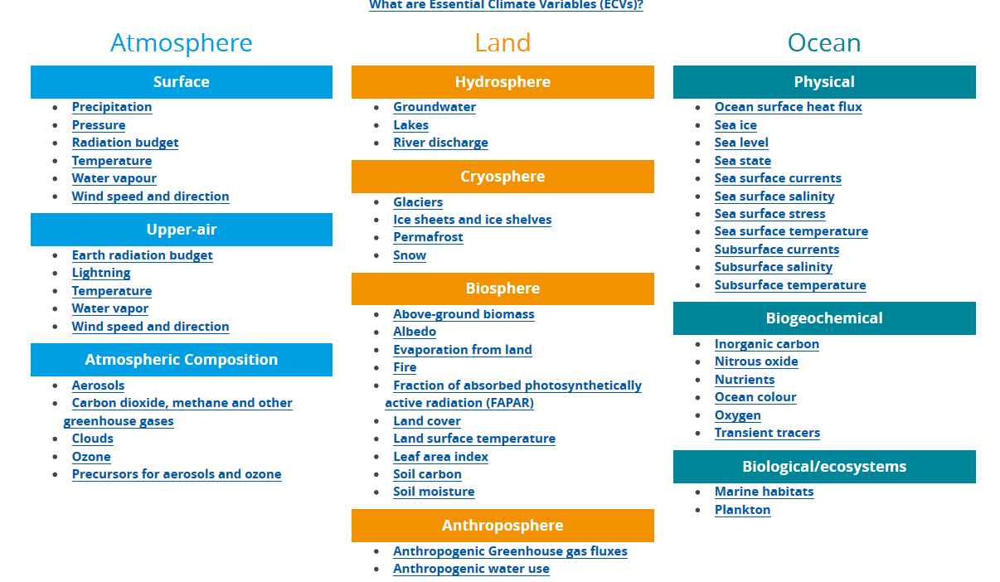 What are Essential Climate Variables (ECVs)?
Atmosphere
Surface
Precipitation
Pressure
Radiation budget
Temperature
Water vapour
Wind speed and direction
Upper-air
Earth radiation budget
Lightning
Temperature
Water vapor
Wind speed and direction
Atmospheric Composition
Aerosols
Carbon dioxide, methane and other
greenhouse gases
Clouds
Ozone
Precursors for aerosols and ozone
Land
Hydrosphere
Groundwater
Lakes
River discharge
Cryosphere
Glaciers
Ice sheets and ice shelves
Permafrost
Snow
Biosphere
Above-ground biomass
Albedo
Evaporation from land
Fire
Fraction of absorbed photosynthetically
active radiation (FAPAR)
Land cover
Land surface temperature
Leaf area index
Soil carbon
Soil moisture
Anthroposphere
Anthropogenic Greenhouse gas fluxes
Anthropogenic water use
Ocean
Physical
Ocean surface heat flux
Sea ice
Sea level
Sea state
Sea surface currents
Sea surface salinity
Sea surface stress
Sea surface temperature
Subsurface currents
Subsurface salinity
Subsurface temperature
Biogeochemical
Inorganic carbon
Nitrous oxide
Nutrients
Ocean colour
Oxygen
Transient tracers
Biological/ecosystems
Marine habitats
Plankton